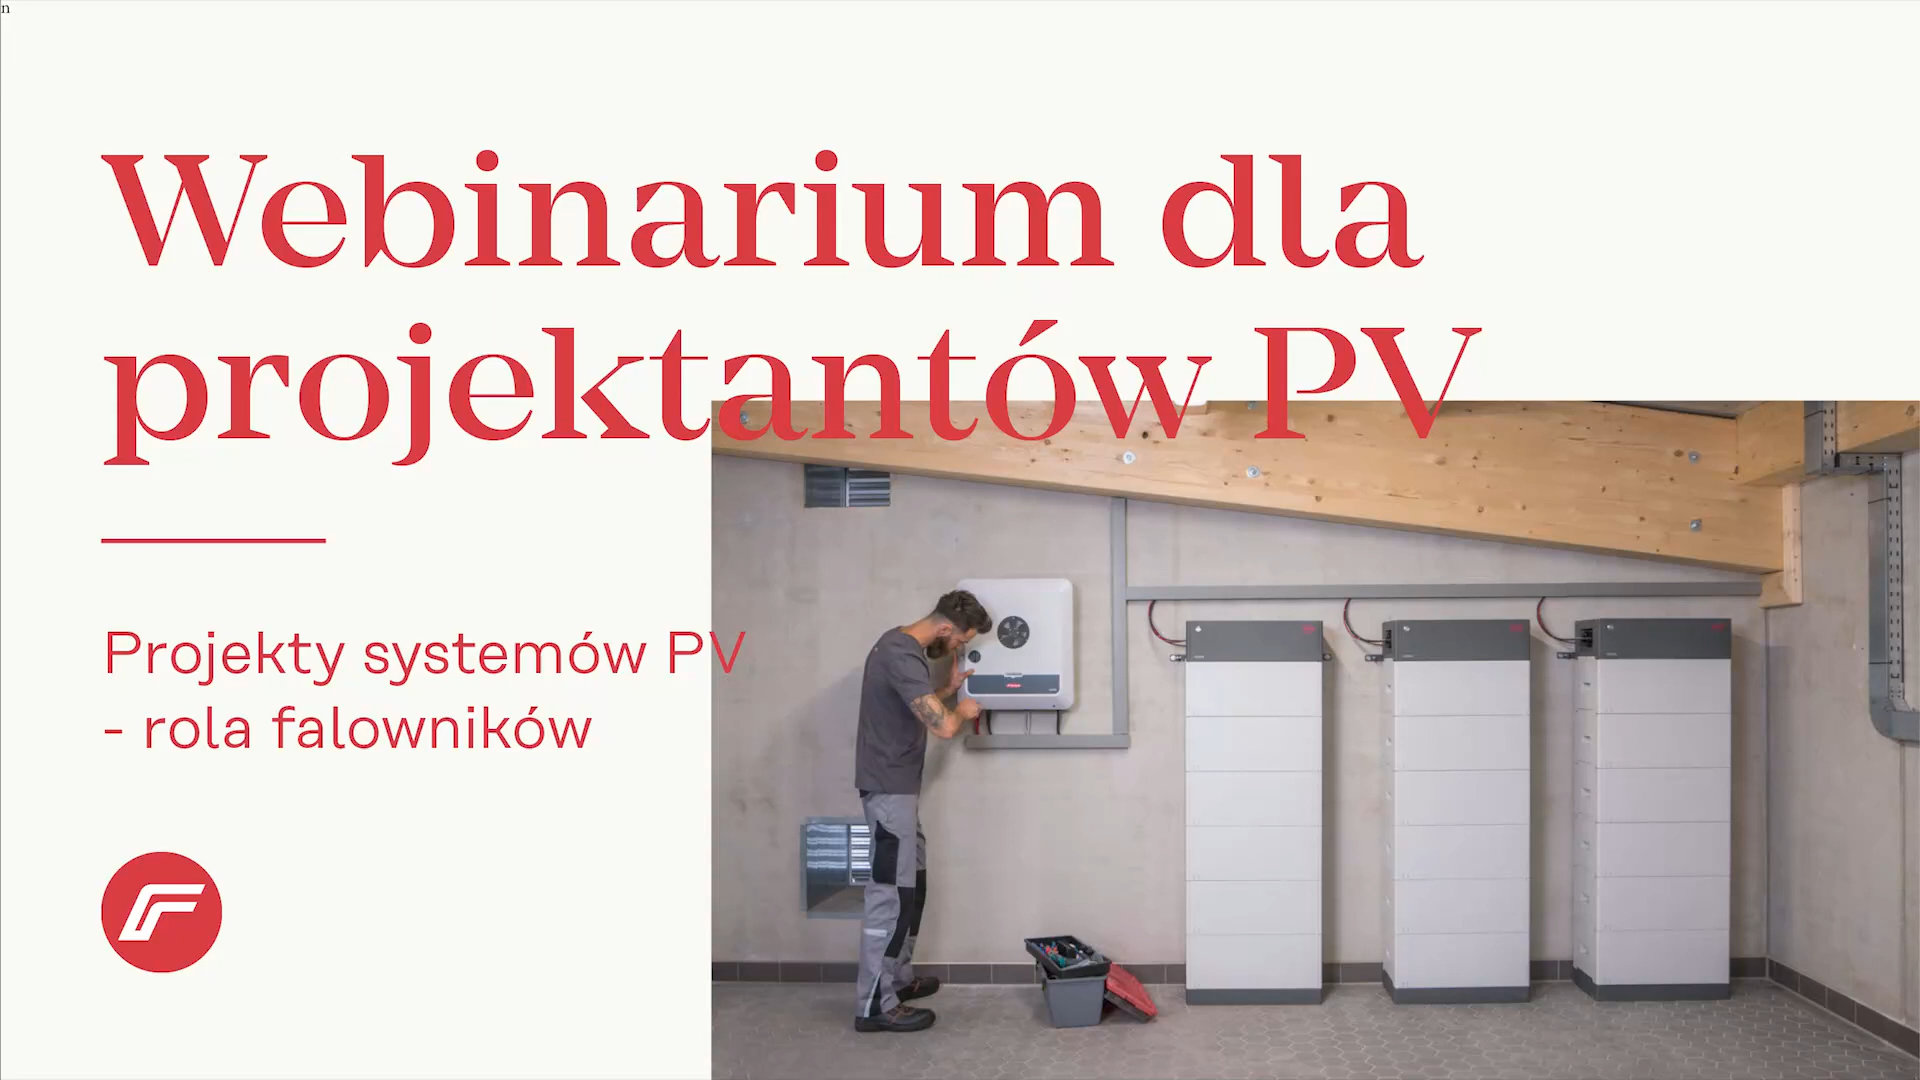 n
Webinarium dla
projektantów PV
Projekty systemów PV
- rola falowników